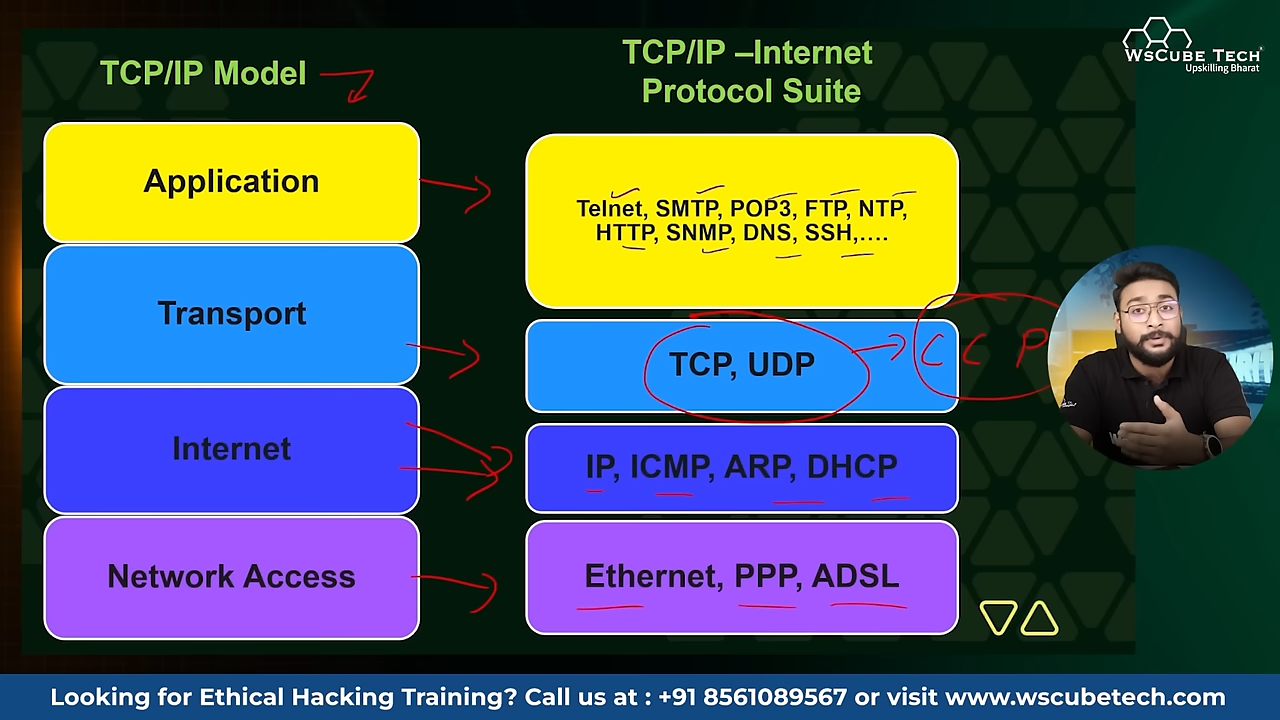 WsCube Tech
Upskilling Bharat
TCP/IP Model
TCP/IP –Internet
Protocol Suite
Application
Telnet, SMTP, POP3, FTP, NTP,
HTTP, SNMP, DNS, SSH,....
Transport
TCP, UDP
C C P
Internet
IP, ICMP, ARP, DHCP
Network Access
Ethernet, PPP, ADSL
Looking for Ethical Hacking Training? Call us at : +91 8561089567 or visit www.wscubetech.com